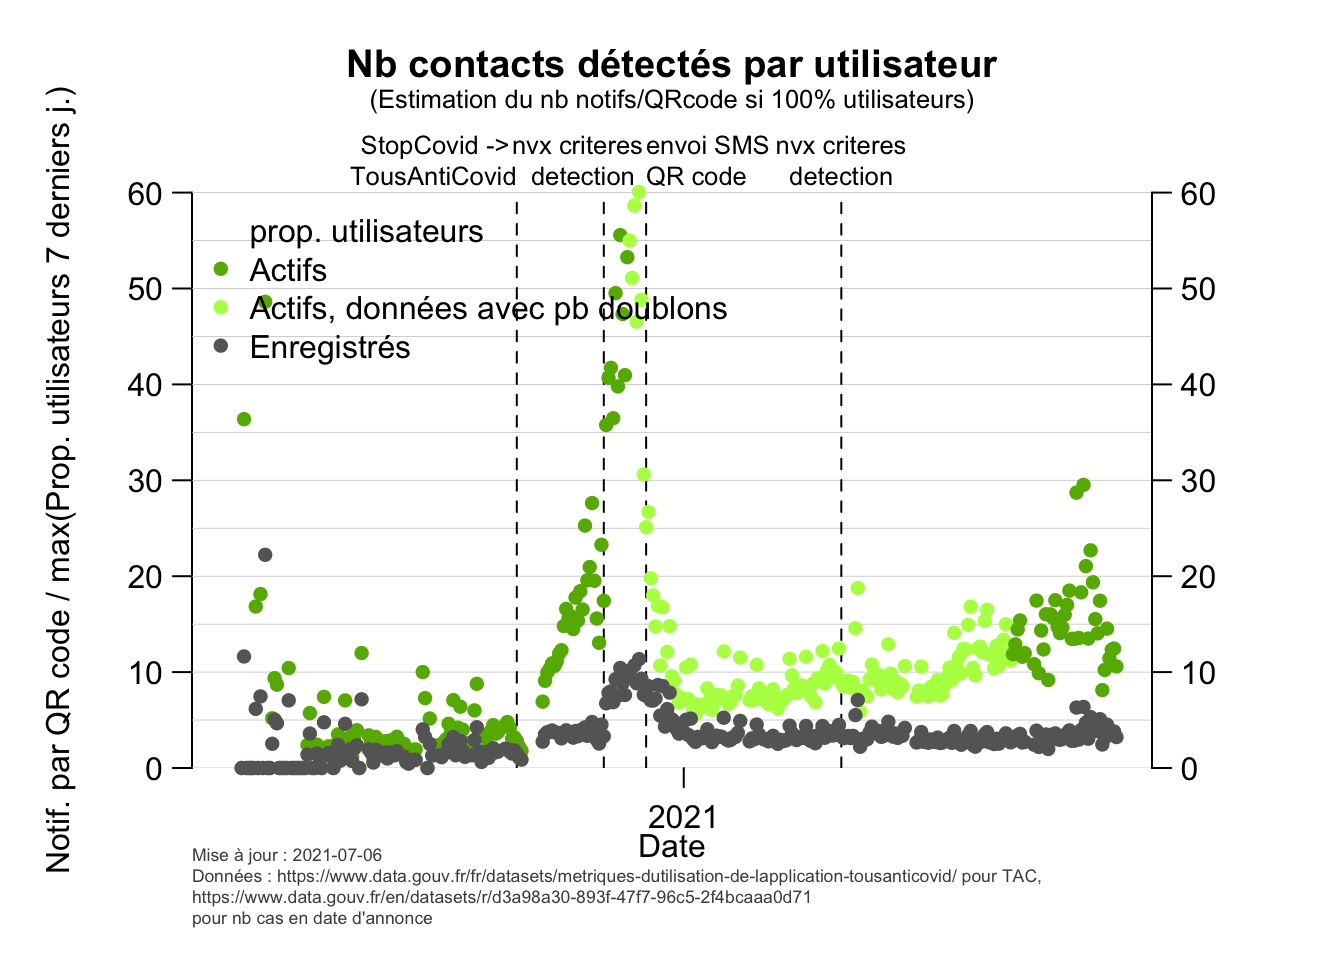 Nb contacts détectés par utilisateur
(Estimation du nb notifs/QRcode si 100% utilisateurs)
StopCovid -> nvx criteres envoi SMS nvx criteres
TousAntiCovid detection QR code detection
60 60
prop. utilisateurs
Actifs
50 50
Actifs, données avec pb doublons
Enregistrés
40 40
30 30
20 20
10 10
0 0
Notif. par QR code / max(Prop. utilisateurs 7 derniers j.)
2021
Date
Mise à jour : 2021-07-06
Données : https://www.data.gouv.fr/fr/datasets/metriques-dutilisation-de-lapplication-tousanticovid/ pour TAC,
https://www.data.gouv.fr/en/datasets/r/d3a98a30-893f-47f7-96c5-2f4bcaaa0d71
pour nb cas en date d'annonce